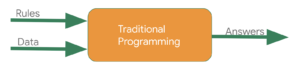 Rules
Data
Traditional
Programming
Answers